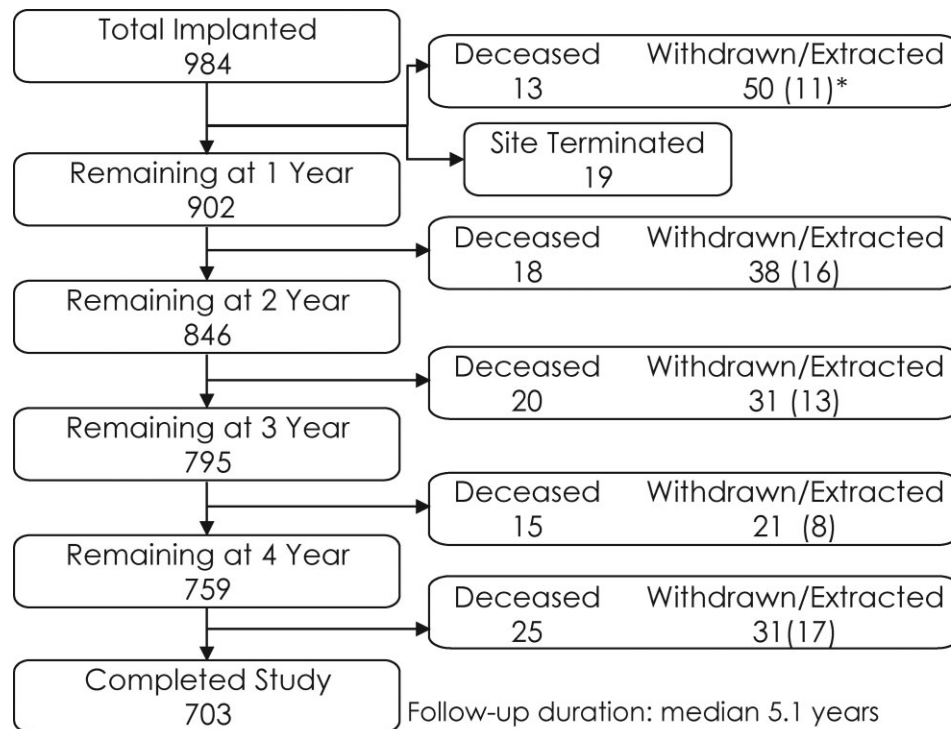 Total Implanted
984
Deceased Withdrawn/Extracted
13 50 (11)*
Site Terminated
19
Remaining at 1 Year
902
Deceased Withdrawn/Extracted
18 38 (16)
Remaining at 2 Year
846
Deceased Withdrawn/Extracted
20 31 (13)
Remaining at 3 Year
795
Deceased Withdrawn/Extracted
15 21 (8)
Remaining at 4 Year
759
Deceased Withdrawn/Extracted
25 31(17)
Completed Study
703
Follow-up duration: median 5.1 years